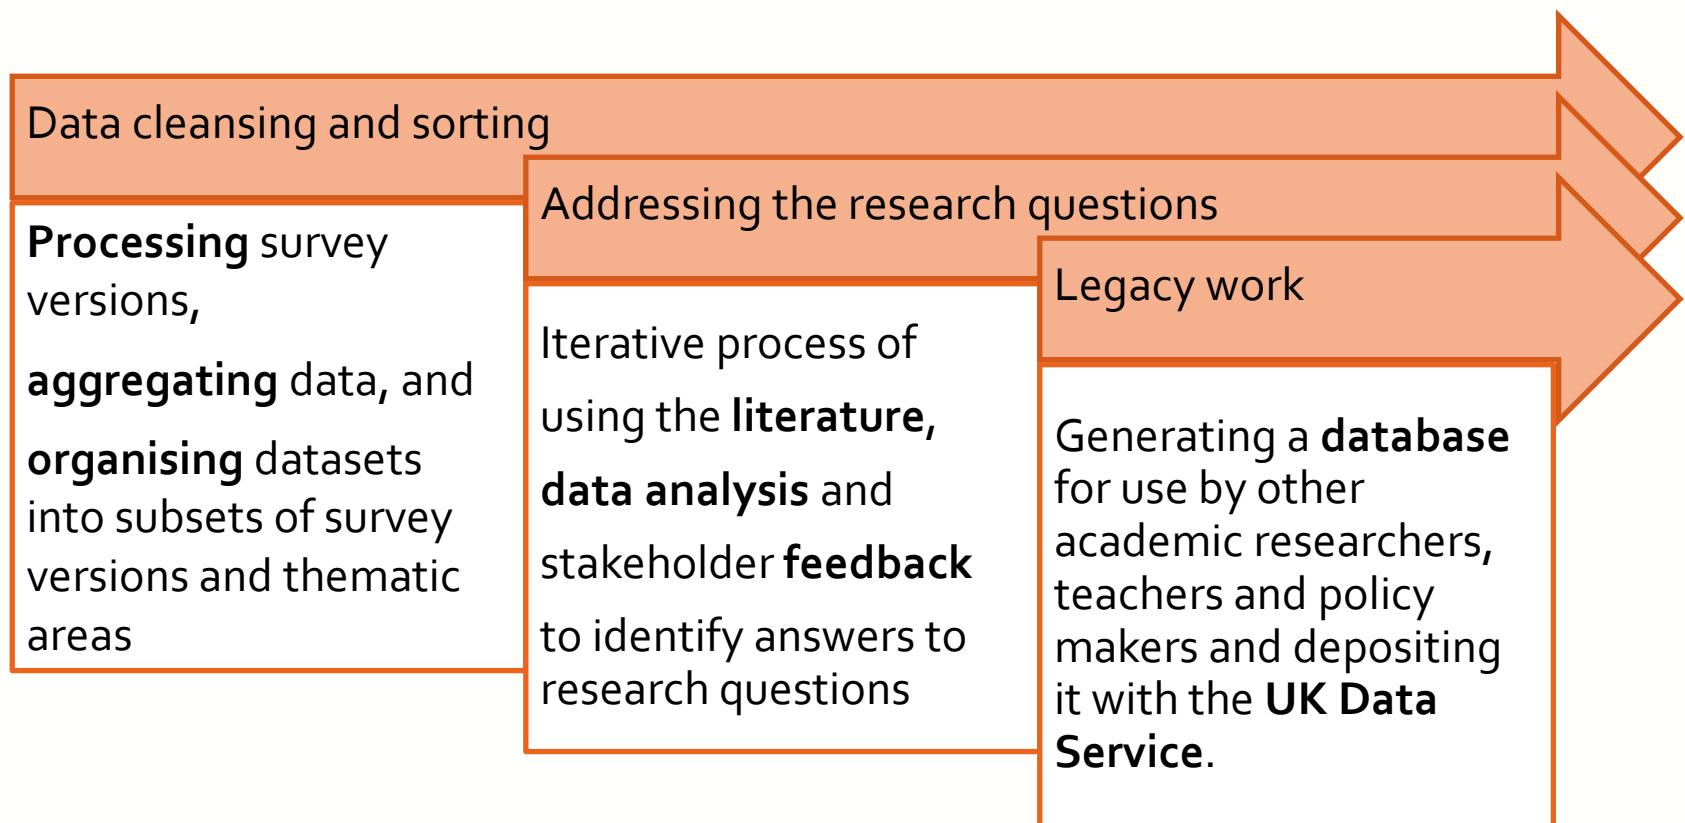 Data cleansing and sorting
Processing survey
versions,
aggregating data, and
organising datasets
into subsets of survey
versions and thematic
areas
Addressing the research questions
Iterative process of
using the literature,
data analysis and
stakeholder feedback
to identify answers to
research questions
Legacy work
Generating a database
for use by other
academic researchers,
teachers and policy
makers and depositing
it with the UK Data
Service.